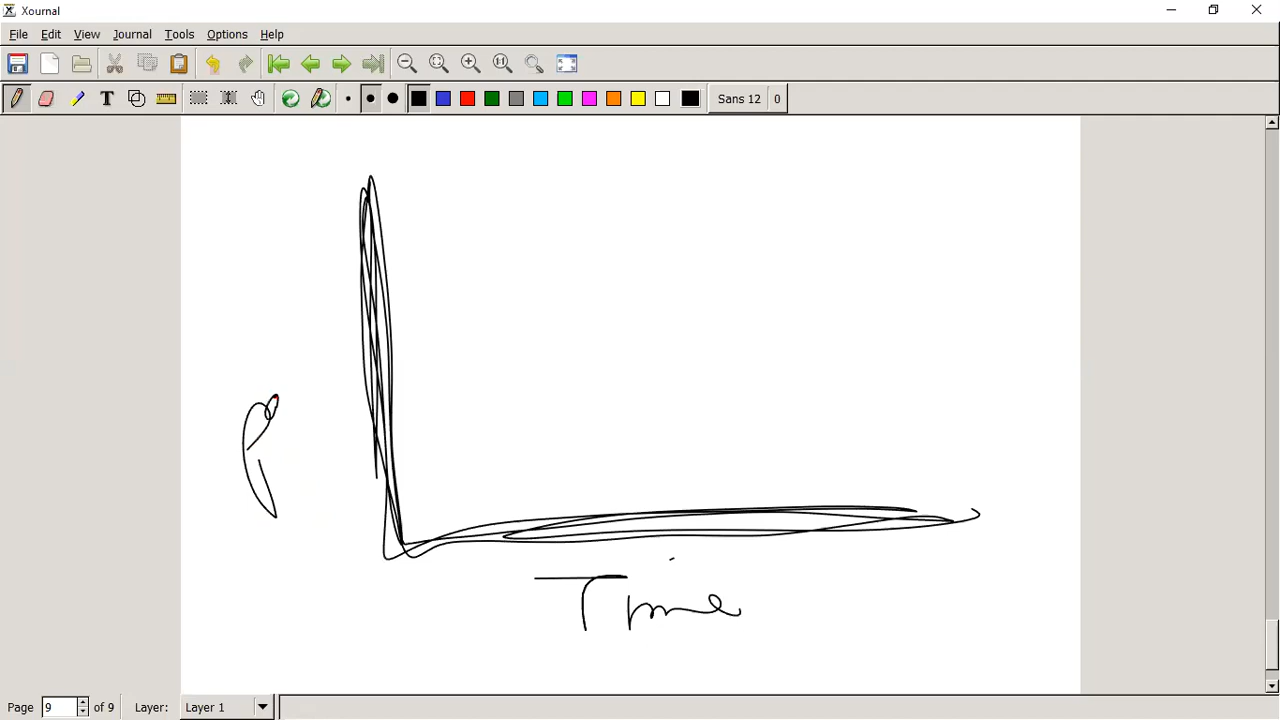 Xournal
File Edit View Journal Tools Options Help
T Sans 12 0
Time
Page 9 of 9 Layer: Layer 1